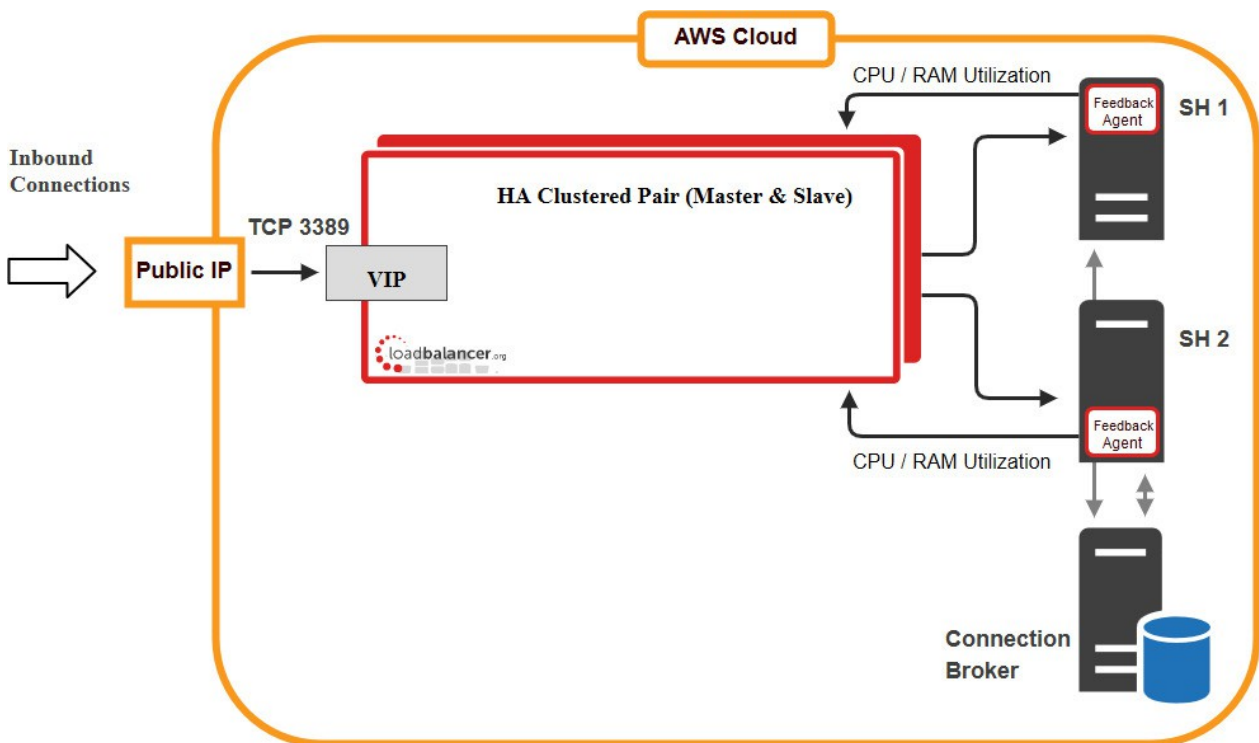 AWS Cloud
CPU / RAM Utilization
Feedback
Agent
SH 1
Inbound
Connections
HA Clustered Pair (Master & Slave)
TCP 3389
Public IP
VIP
loadbalancer.org
SH 2
Feedback
Agent
CPU / RAM Utilization
Connection
Broker